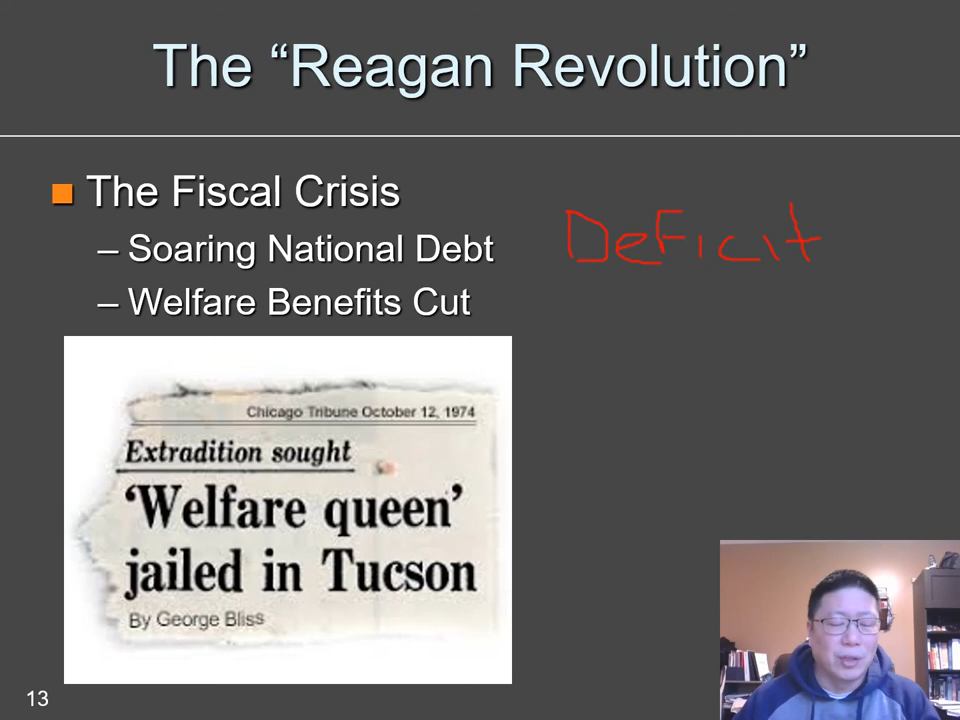 The “Reagan Revolution”
■ The Fiscal Crisis
– Soaring National Debt
– Welfare Benefits Cut
DeFicit
Chicago Tribune October 12, 1974
Extradition sought
‘Welfare queen’
jailed in Tucson
By George Bliss
13